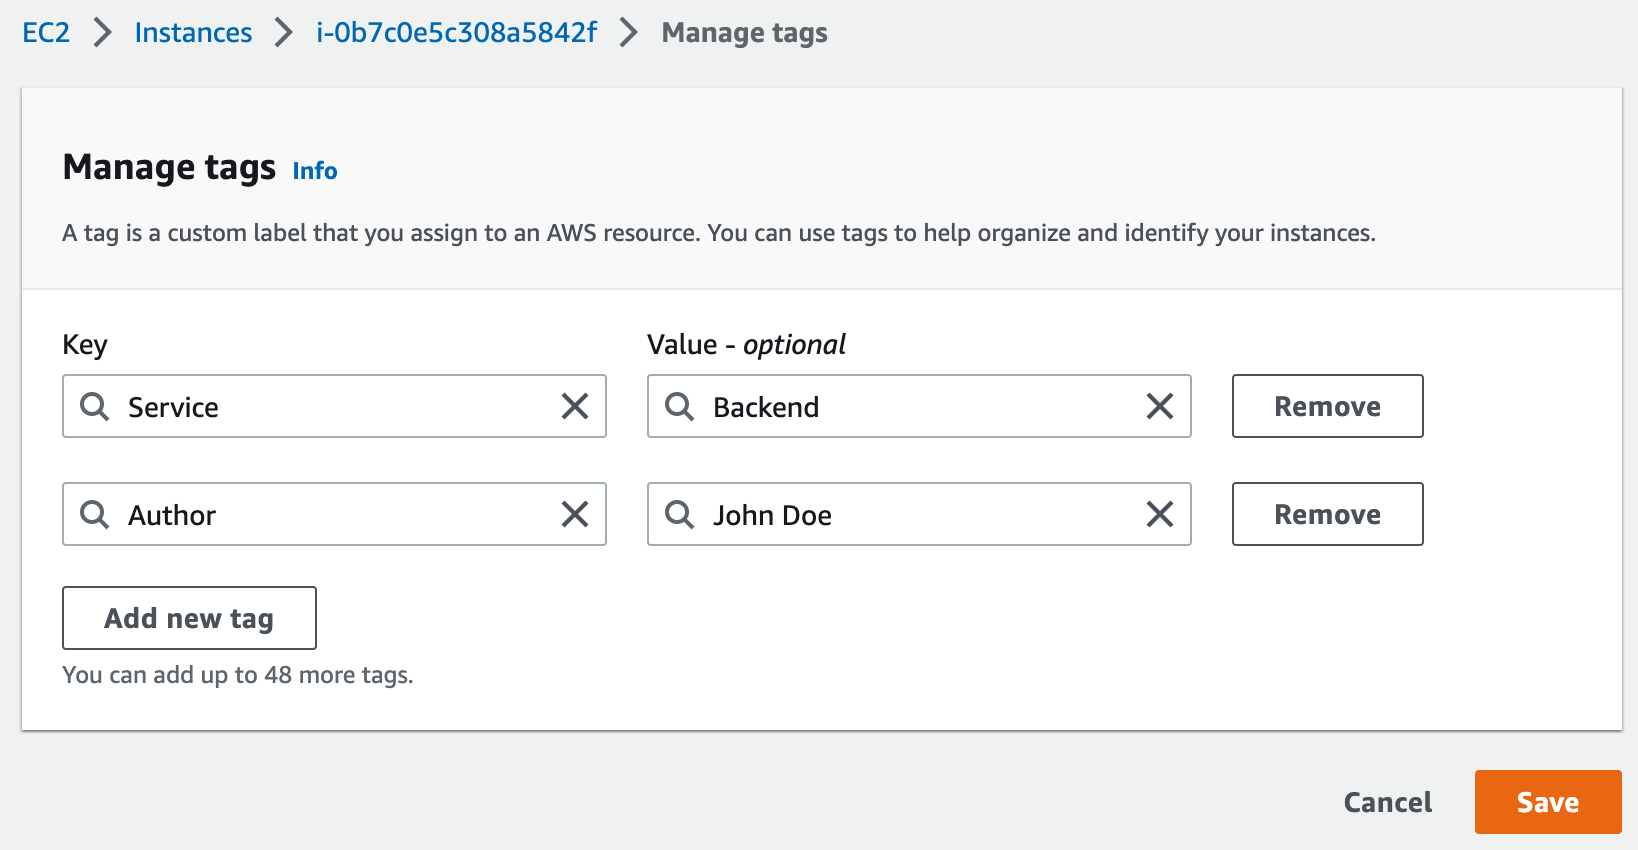 EC2 Instances i-0b7c0e5c308a5842f Manage tags
Manage tags Info
A tag is a custom label that you assign to an AWS resource. You can use tags to help organize and identify your instances.
Key Value - optional
Service Backend Remove
Author John Doe Remove
Add new tag
You can add up to 48 more tags.
Cancel Save